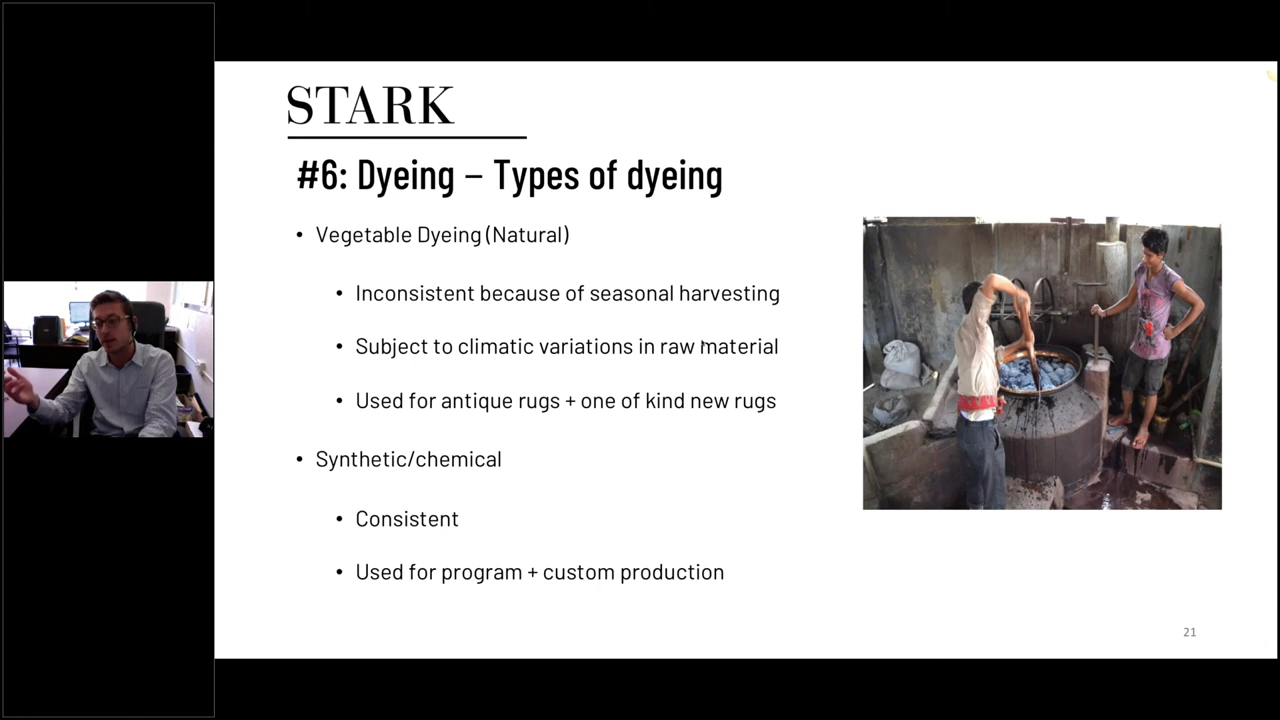 STARK
#6: Dyeing – Types of dyeing
• Vegetable Dyeing (Natural)
• Inconsistent because of seasonal harvesting
• Subject to climatic variations in raw material
• Used for antique rugs + one of kind new rugs
• Synthetic/chemical
• Consistent
• Used for program + custom production
21